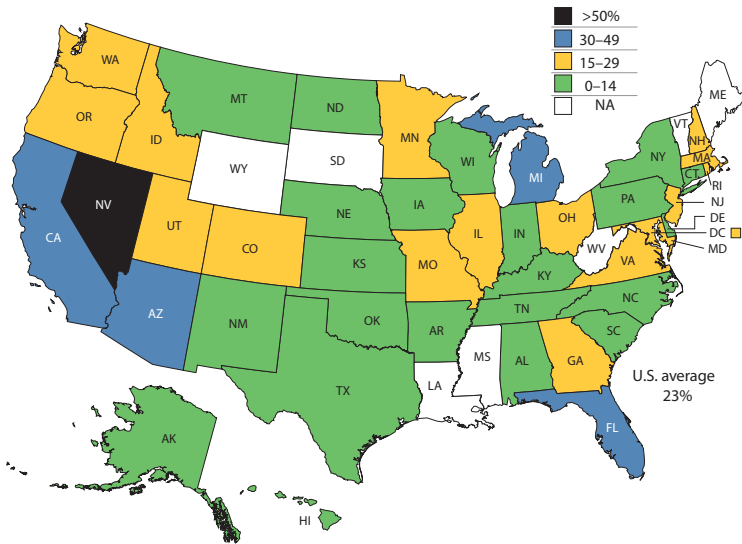 >50%
30–49
15–29
0–14
NA
WA
OR
ID
MT
ND
MN
WY
SD
WI
MI
ME
VT
NH
MA
NY
CT
RI
NJ
DE
DC
MD
PA
NV
CA
UT
CO
NE
IA
IL
IN
OH
WV
VA
KS
MO
KY
NC
TN
SC
AZ
NM
OK
AR
MS
AL
GA
LA
TX
FL
U.S. average
23%
AK
HI